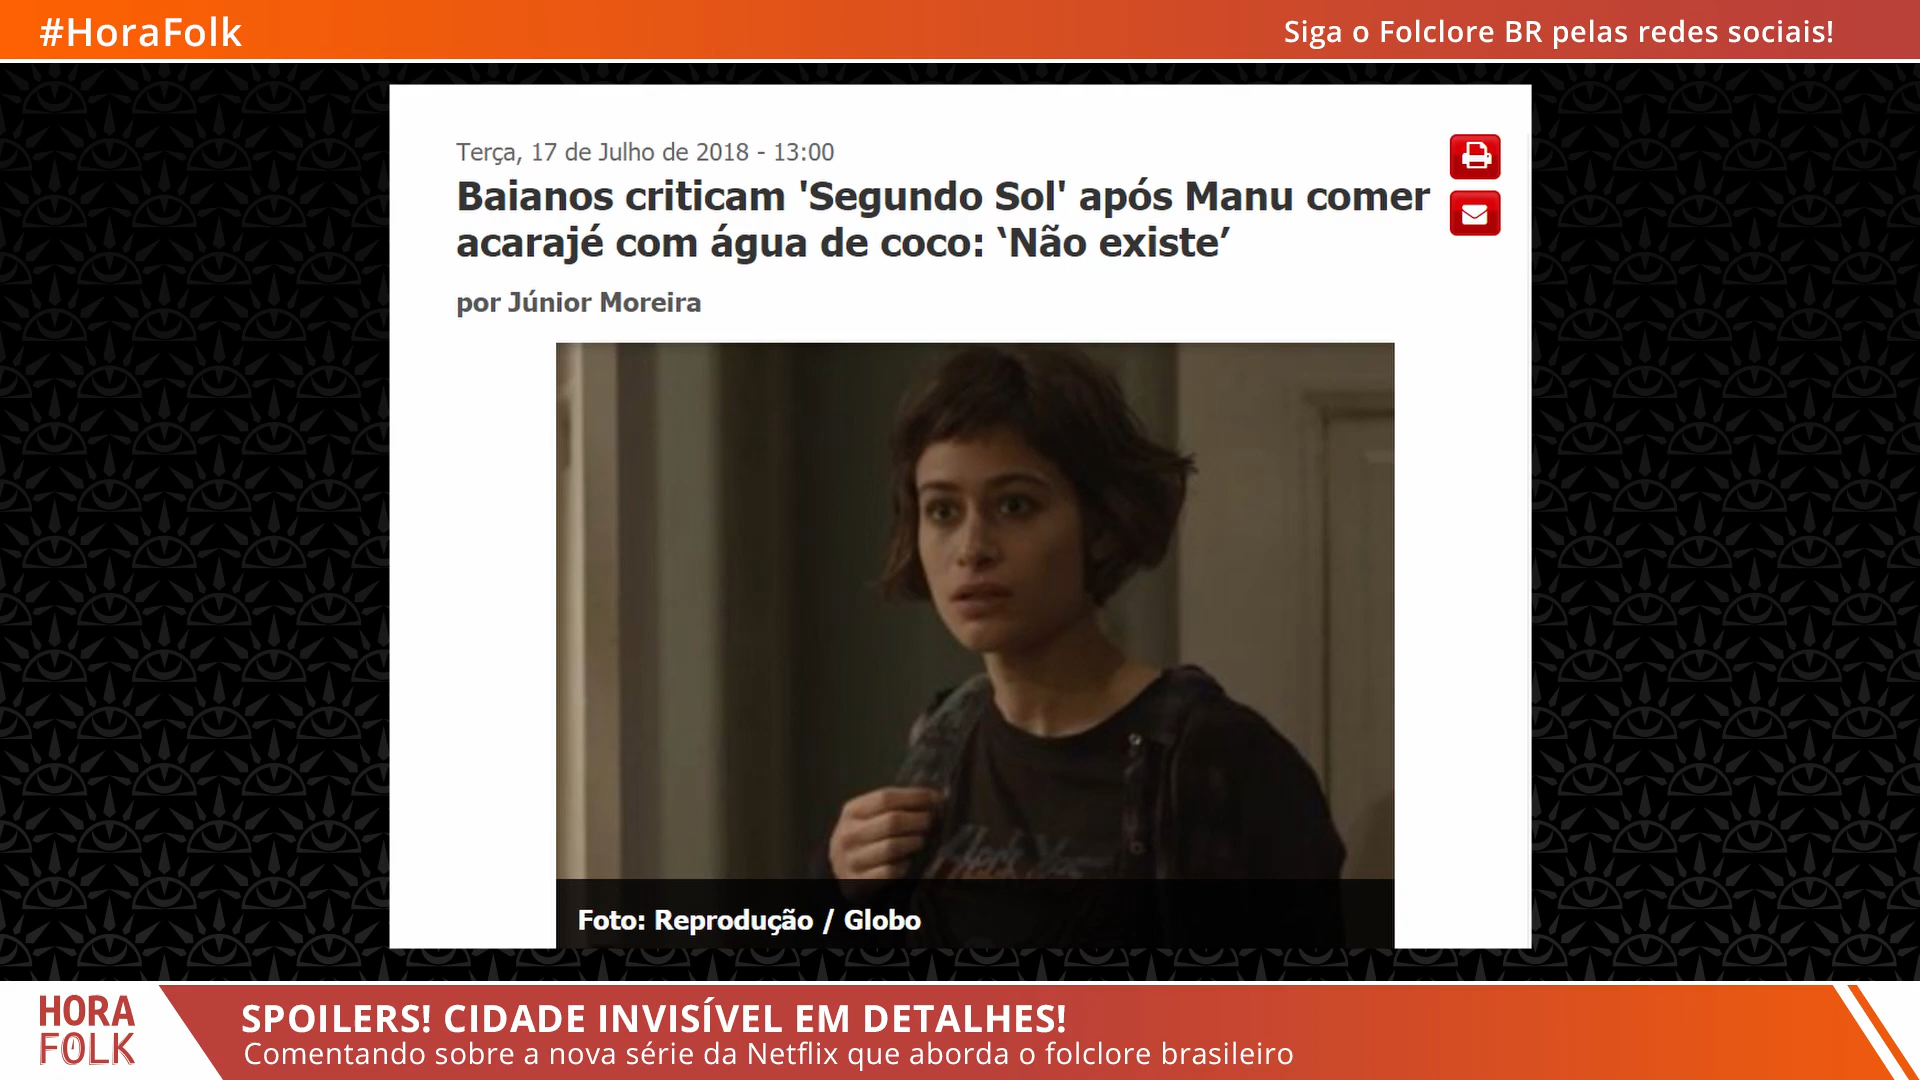 #HoraFolk
Siga o Folclore BR pelas redes sociais!
Terça, 17 de Julho de 2018 - 13:00
Baianos criticam 'Segundo Sol' após Manu comer
acarajé com água de coco: ‘Não existe’
por Júnior Moreira
Foto: Reprodução / Globo
HORA
FOLK
SPOILERS! CIDADE INVISÍVEL EM DETALHES!
Comentando sobre a nova série da Netflix que aborda o folclore brasileiro